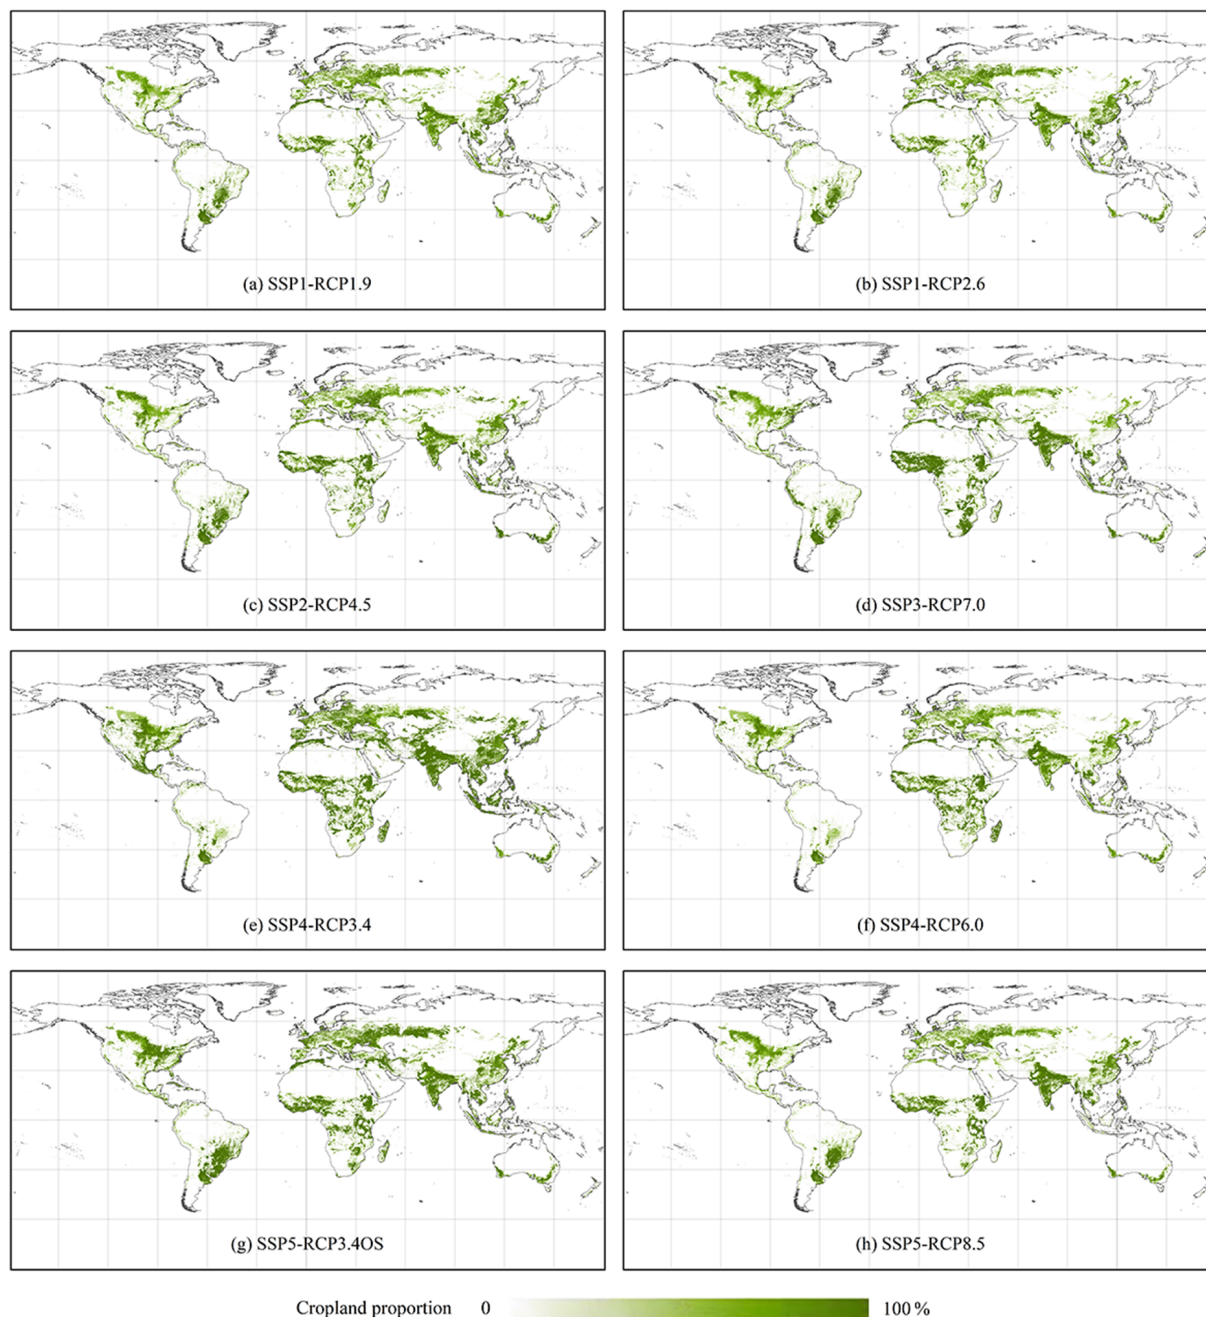 (a) SSP1-RCP1.9
(b) SSP1-RCP2.6
(c) SSP2-RCP4.5
(d) SSP3-RCP7.0
(e) SSP4-RCP3.4
(f) SSP4-RCP6.0
(g) SSP5-RCP3.4OS
(h) SSP5-RCP8.5
Cropland proportion 0 100 %